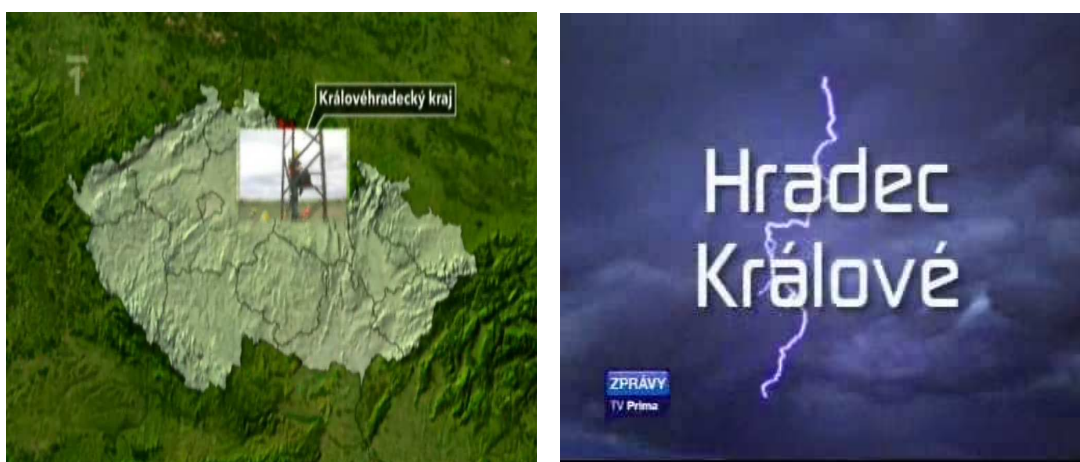 1
Královéhradecký kraj
Hradec
Králové
ZPRÁVY
TV Prima